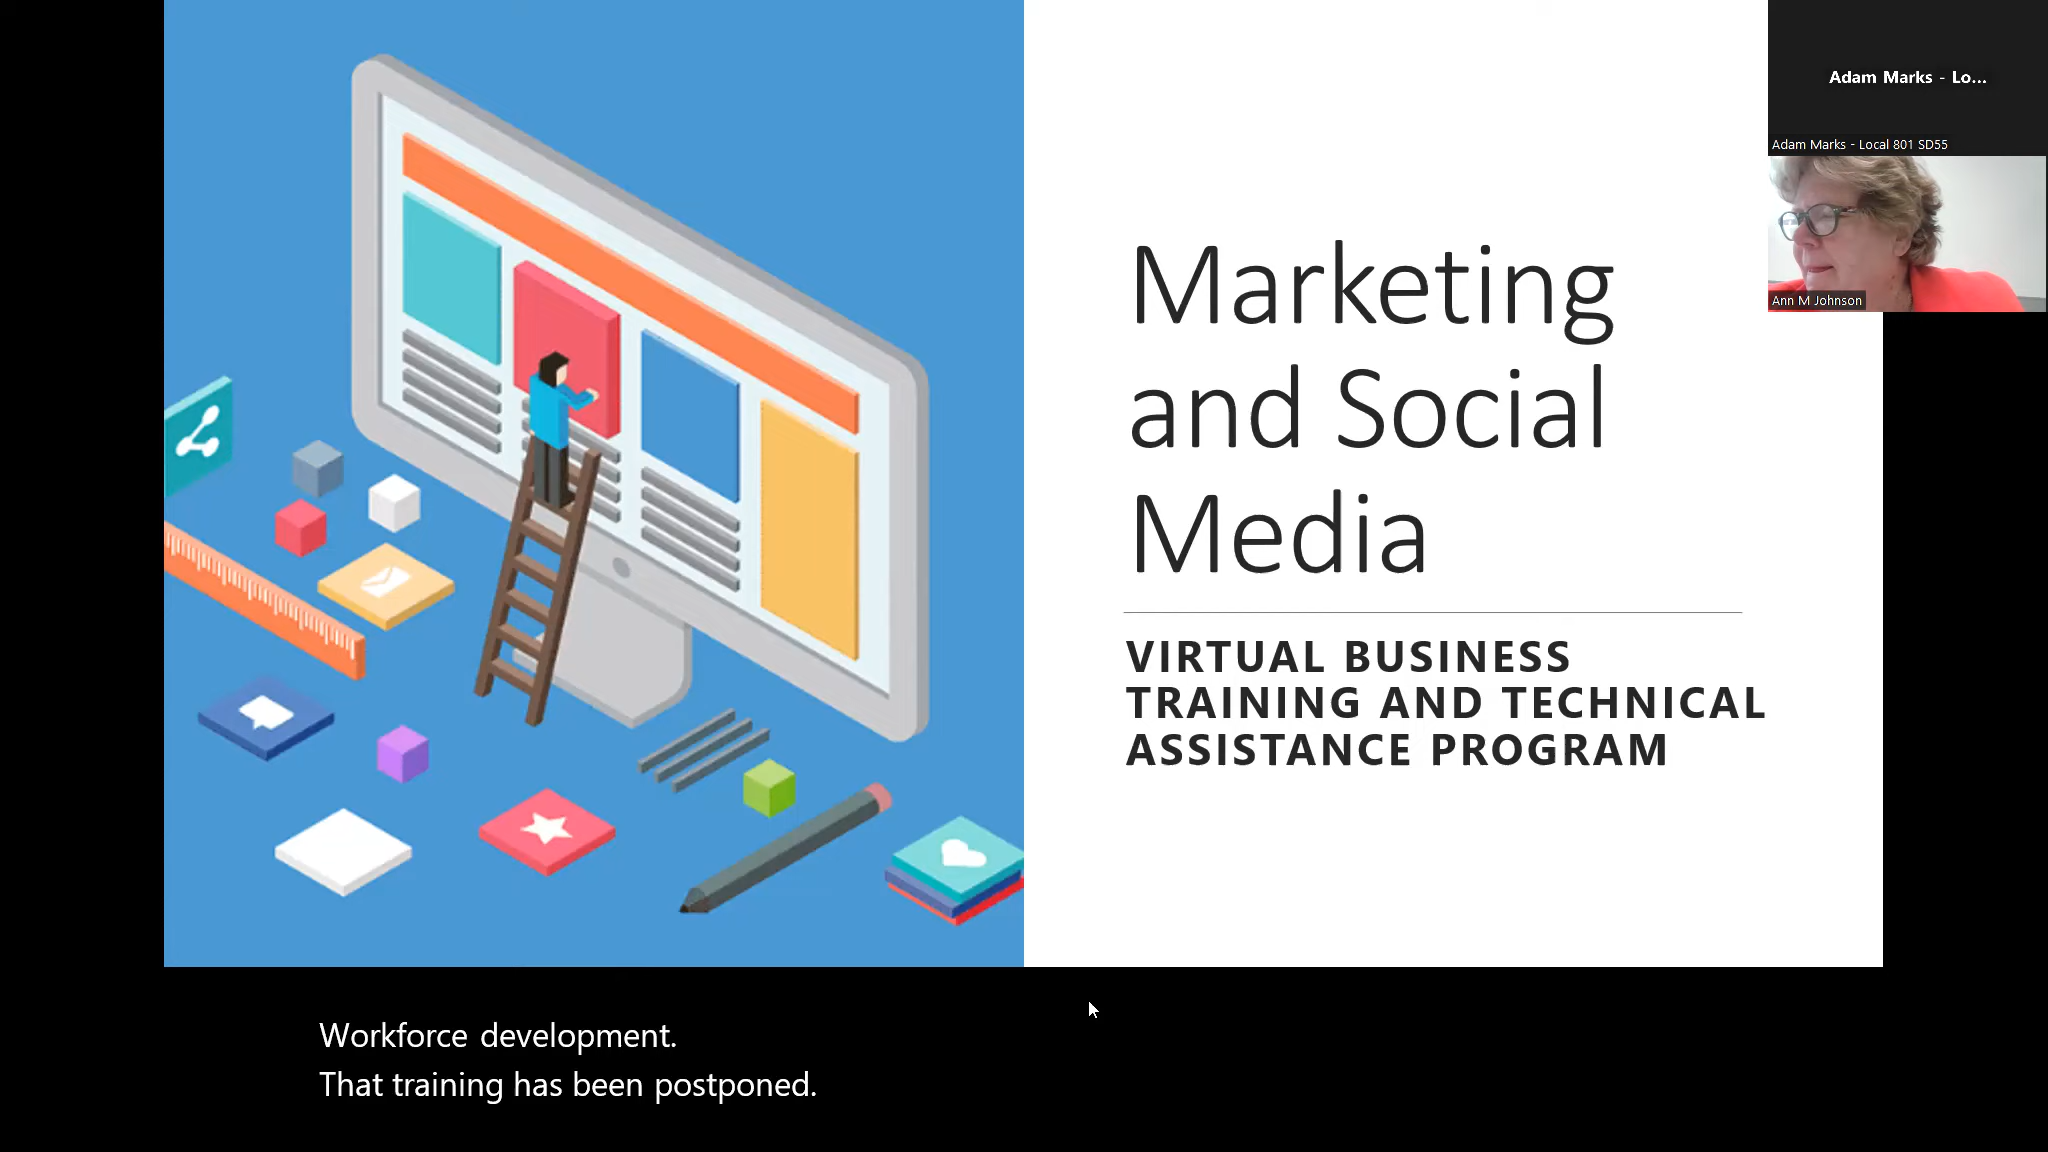 Marketing
and Social
Media
VIRTUAL BUSINESS
TRAINING AND TECHNICAL
ASSISTANCE PROGRAM
Adam Marks - Lo...
Adam Marks - Local 801 SD55
Ann M Johnson
Workforce development.
That training has been postponed.